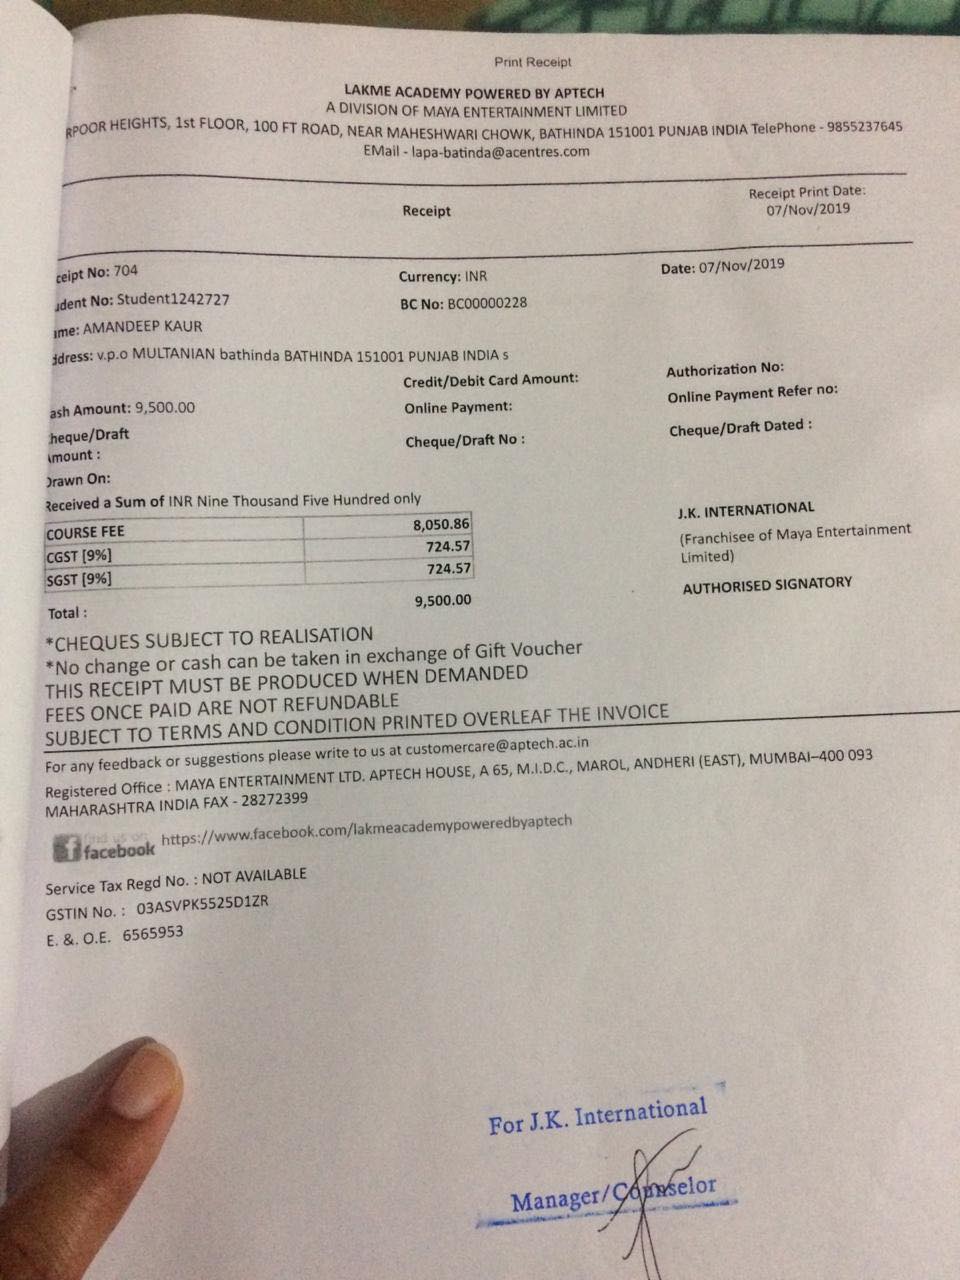 Print Receipt
LAKME ACADEMY POWERED BY APTECH
A DIVISION OF MAYA ENTERTAINMENT LIMITED
RPOOR HEIGHTS, 1st FLOOR, 100 FT ROAD, NEAR MAHESHWARI CHOWK, BATHINDA 151001 PUNJAB INDIA TelePhone - 9855237645
EMail - lapa-batinda@acentres.com
Receipt
Receipt Print Date:
07/Nov/2019
ceipt No: 704
Currency: INR
Date: 07/Nov/2019
udent No: Student1242727
BC No: BC00000228
ame: AMANDEEP KAUR
ddress: v.p.o MULTANIAN bathinda BATHINDA 151001 PUNJAB INDIA s
Credit/Debit Card Amount:
Authorization No:
ash Amount: 9,500.00
Online Payment:
Online Payment Refer no:
heque/Draft
Amount :
Cheque/Draft No :
Cheque/Draft Dated :
Drawn On:
Received a Sum of INR Nine Thousand Five Hundred only
COURSE FEE 8,050.86
CGST [9%] 724.57
SGST [9%] 724.57
Total : 9,500.00
J.K. INTERNATIONAL
(Franchisee of Maya Entertainment
Limited)
AUTHORISED SIGNATORY
*CHEQUES SUBJECT TO REALISATION
*No change or cash can be taken in exchange of Gift Voucher
THIS RECEIPT MUST BE PRODUCED WHEN DEMANDED
FEES ONCE PAID ARE NOT REFUNDABLE
SUBJECT TO TERMS AND CONDITION PRINTED OVERLEAF THE INVOICE
For any feedback or suggestions please write to us at customercare@aptech.ac.in
Registered Office : MAYA ENTERTAINMENT LTD. APTECH HOUSE, A 65, M.I.D.C., MAROL, ANDHERI (EAST), MUMBAI-400 093
MAHARASHTRA INDIA FAX - 28272399
find us on
facebook https://www.facebook.com/lakmeacademypoweredbyaptech
Service Tax Regd No. : NOT AVAILABLE
GSTIN No. : 03ASVPK5525D1ZR
E. &. O.E. 6565953
For J.K. International
Manager/Counselor